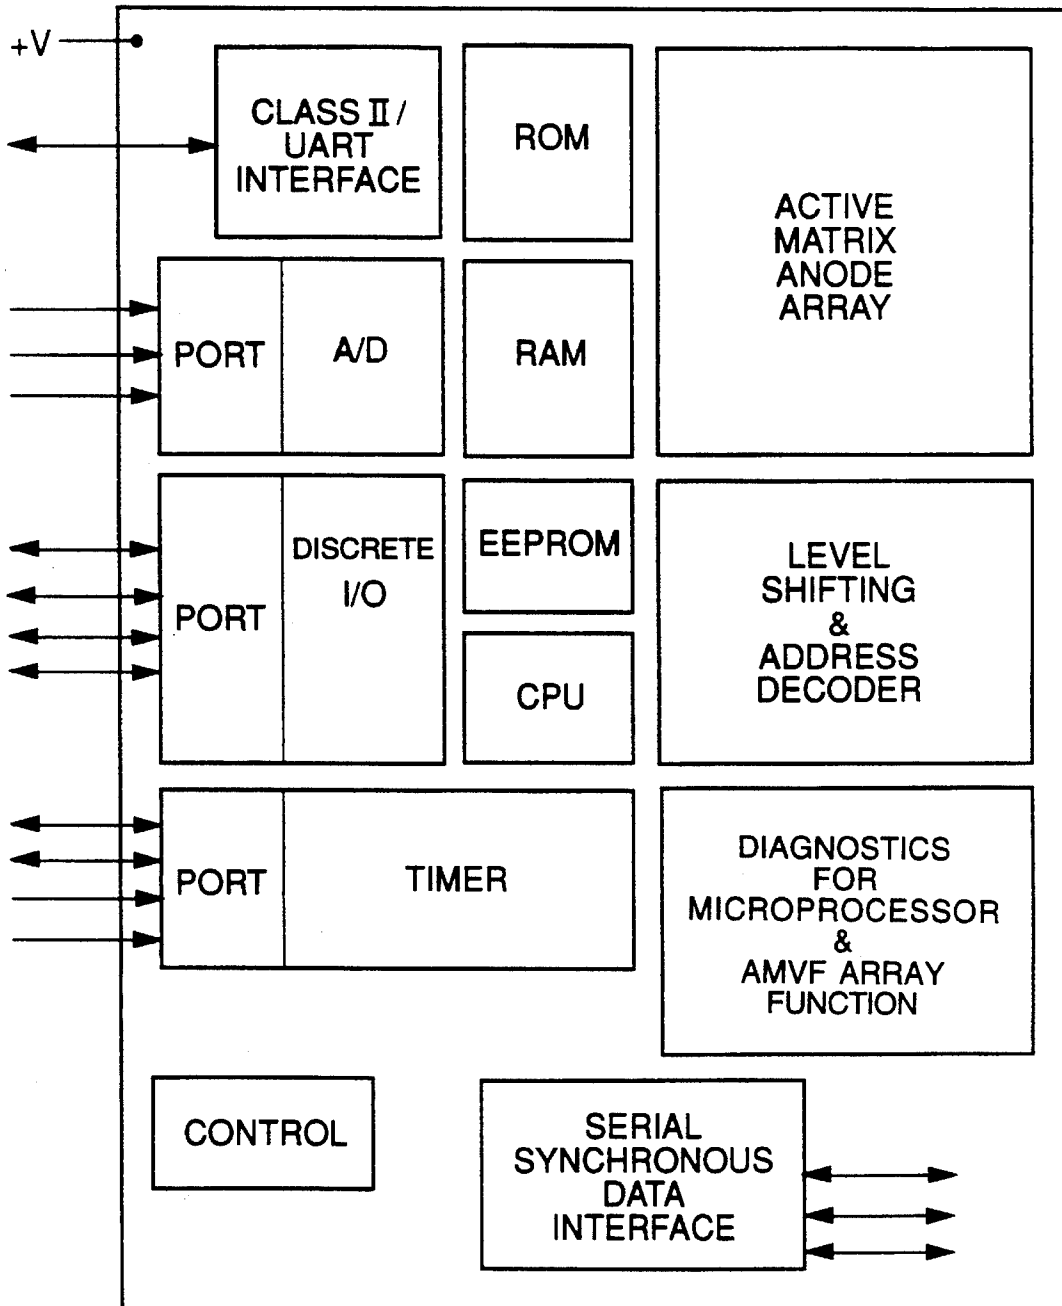 +V
CLASS II /
UART
INTERFACE
ROM
ACTIVE
MATRIX
ANODE
ARRAY
PORT
A/D
RAM
PORT
DISCRETE
I/O
EEPROM
CPU
LEVEL
SHIFTING
&
ADDRESS
DECODER
PORT
TIMER
DIAGNOSTICS
FOR
MICROPROCESSOR
&
AMVF ARRAY
FUNCTION
CONTROL
SERIAL
SYNCHRONOUS
DATA
INTERFACE